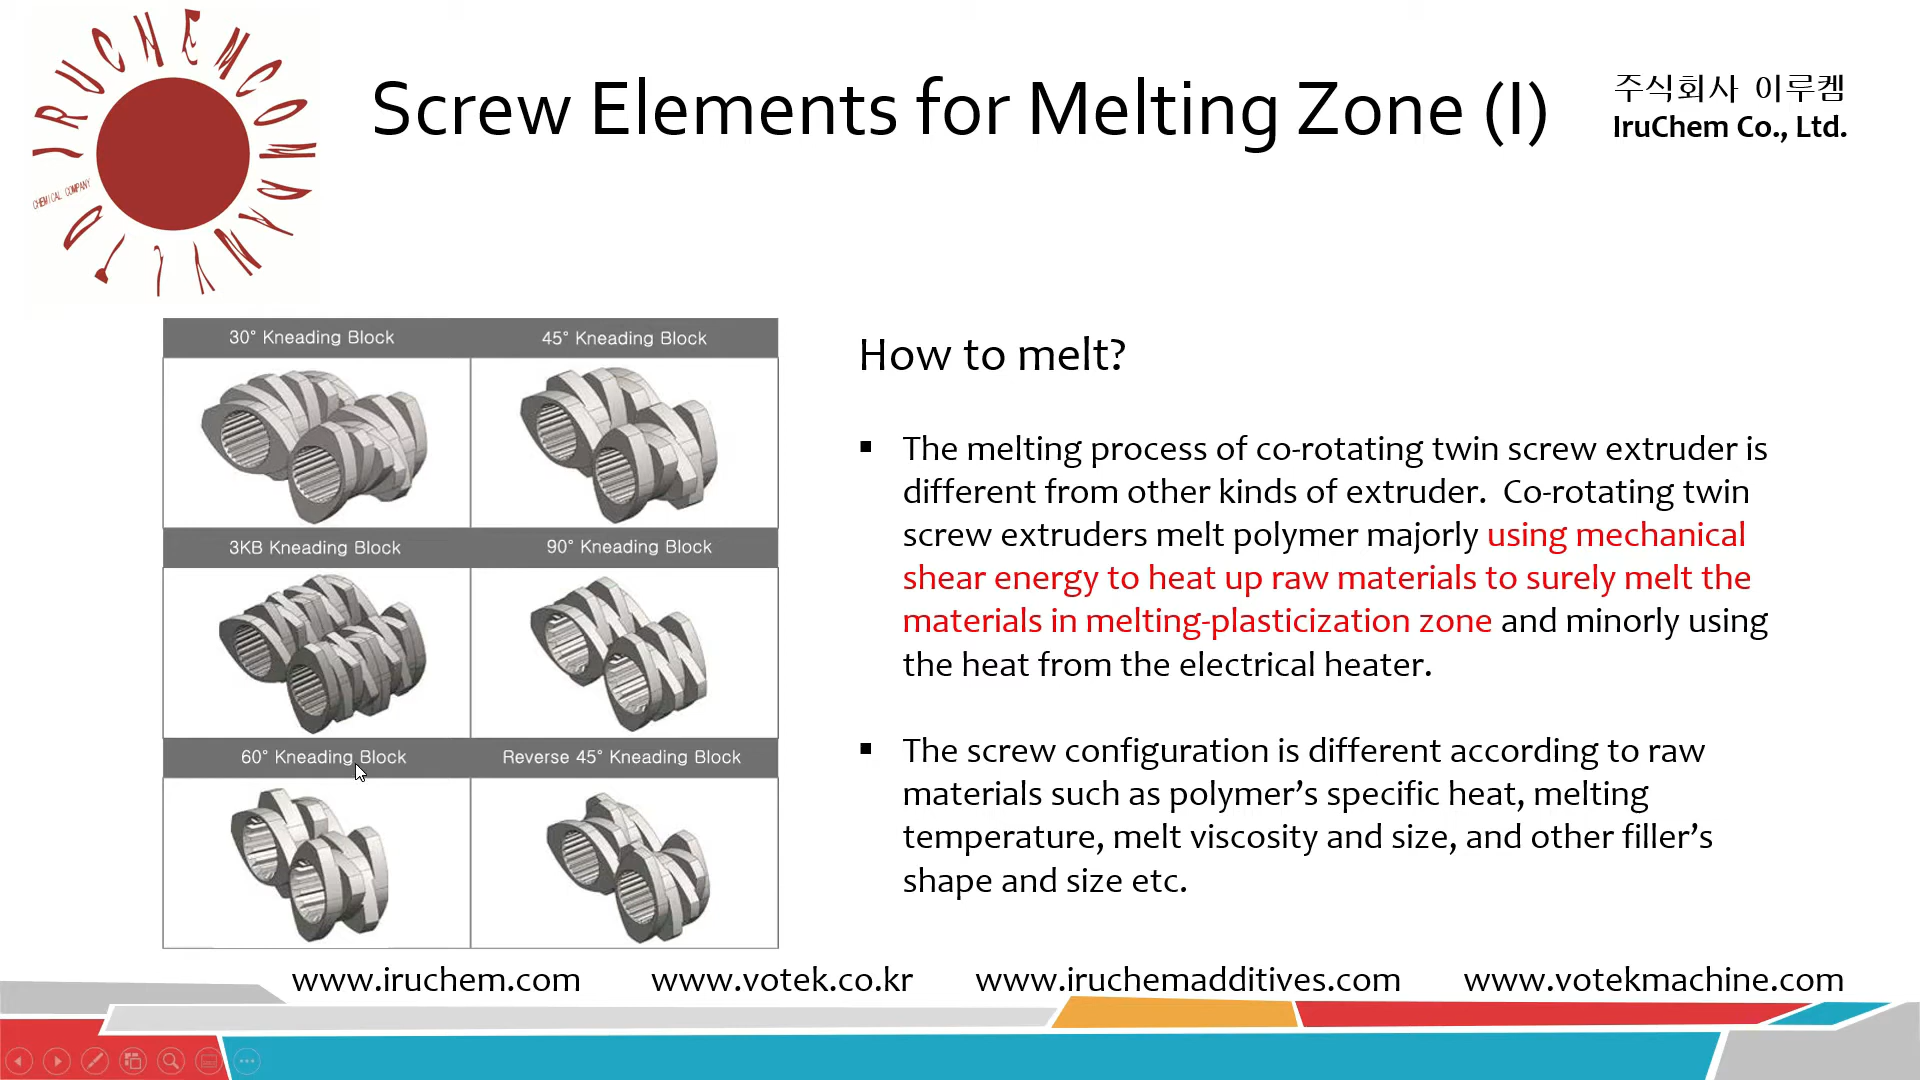 IRUCHEM COMPANY LTD
CHEMICAL COMPANY
Screw Elements for Melting Zone (I)
주식회사 이루켐
IruChem Co., Ltd.
30° Kneading Block
45° Kneading Block
3KB Kneading Block
90° Kneading Block
60° Kneading Block
Reverse 45° Kneading Block
How to melt?
▪ The melting process of co-rotating twin screw extruder is
different from other kinds of extruder. Co-rotating twin
screw extruders melt polymer majorly using mechanical
shear energy to heat up raw materials to surely melt the
materials in melting-plasticization zone and minorly using
the heat from the electrical heater.
▪ The screw configuration is different according to raw
materials such as polymer’s specific heat, melting
temperature, melt viscosity and size, and other filler’s
shape and size etc.
www.iruchem.com
www.votek.co.kr
www.iruchemadditives.com
www.votekmachine.com